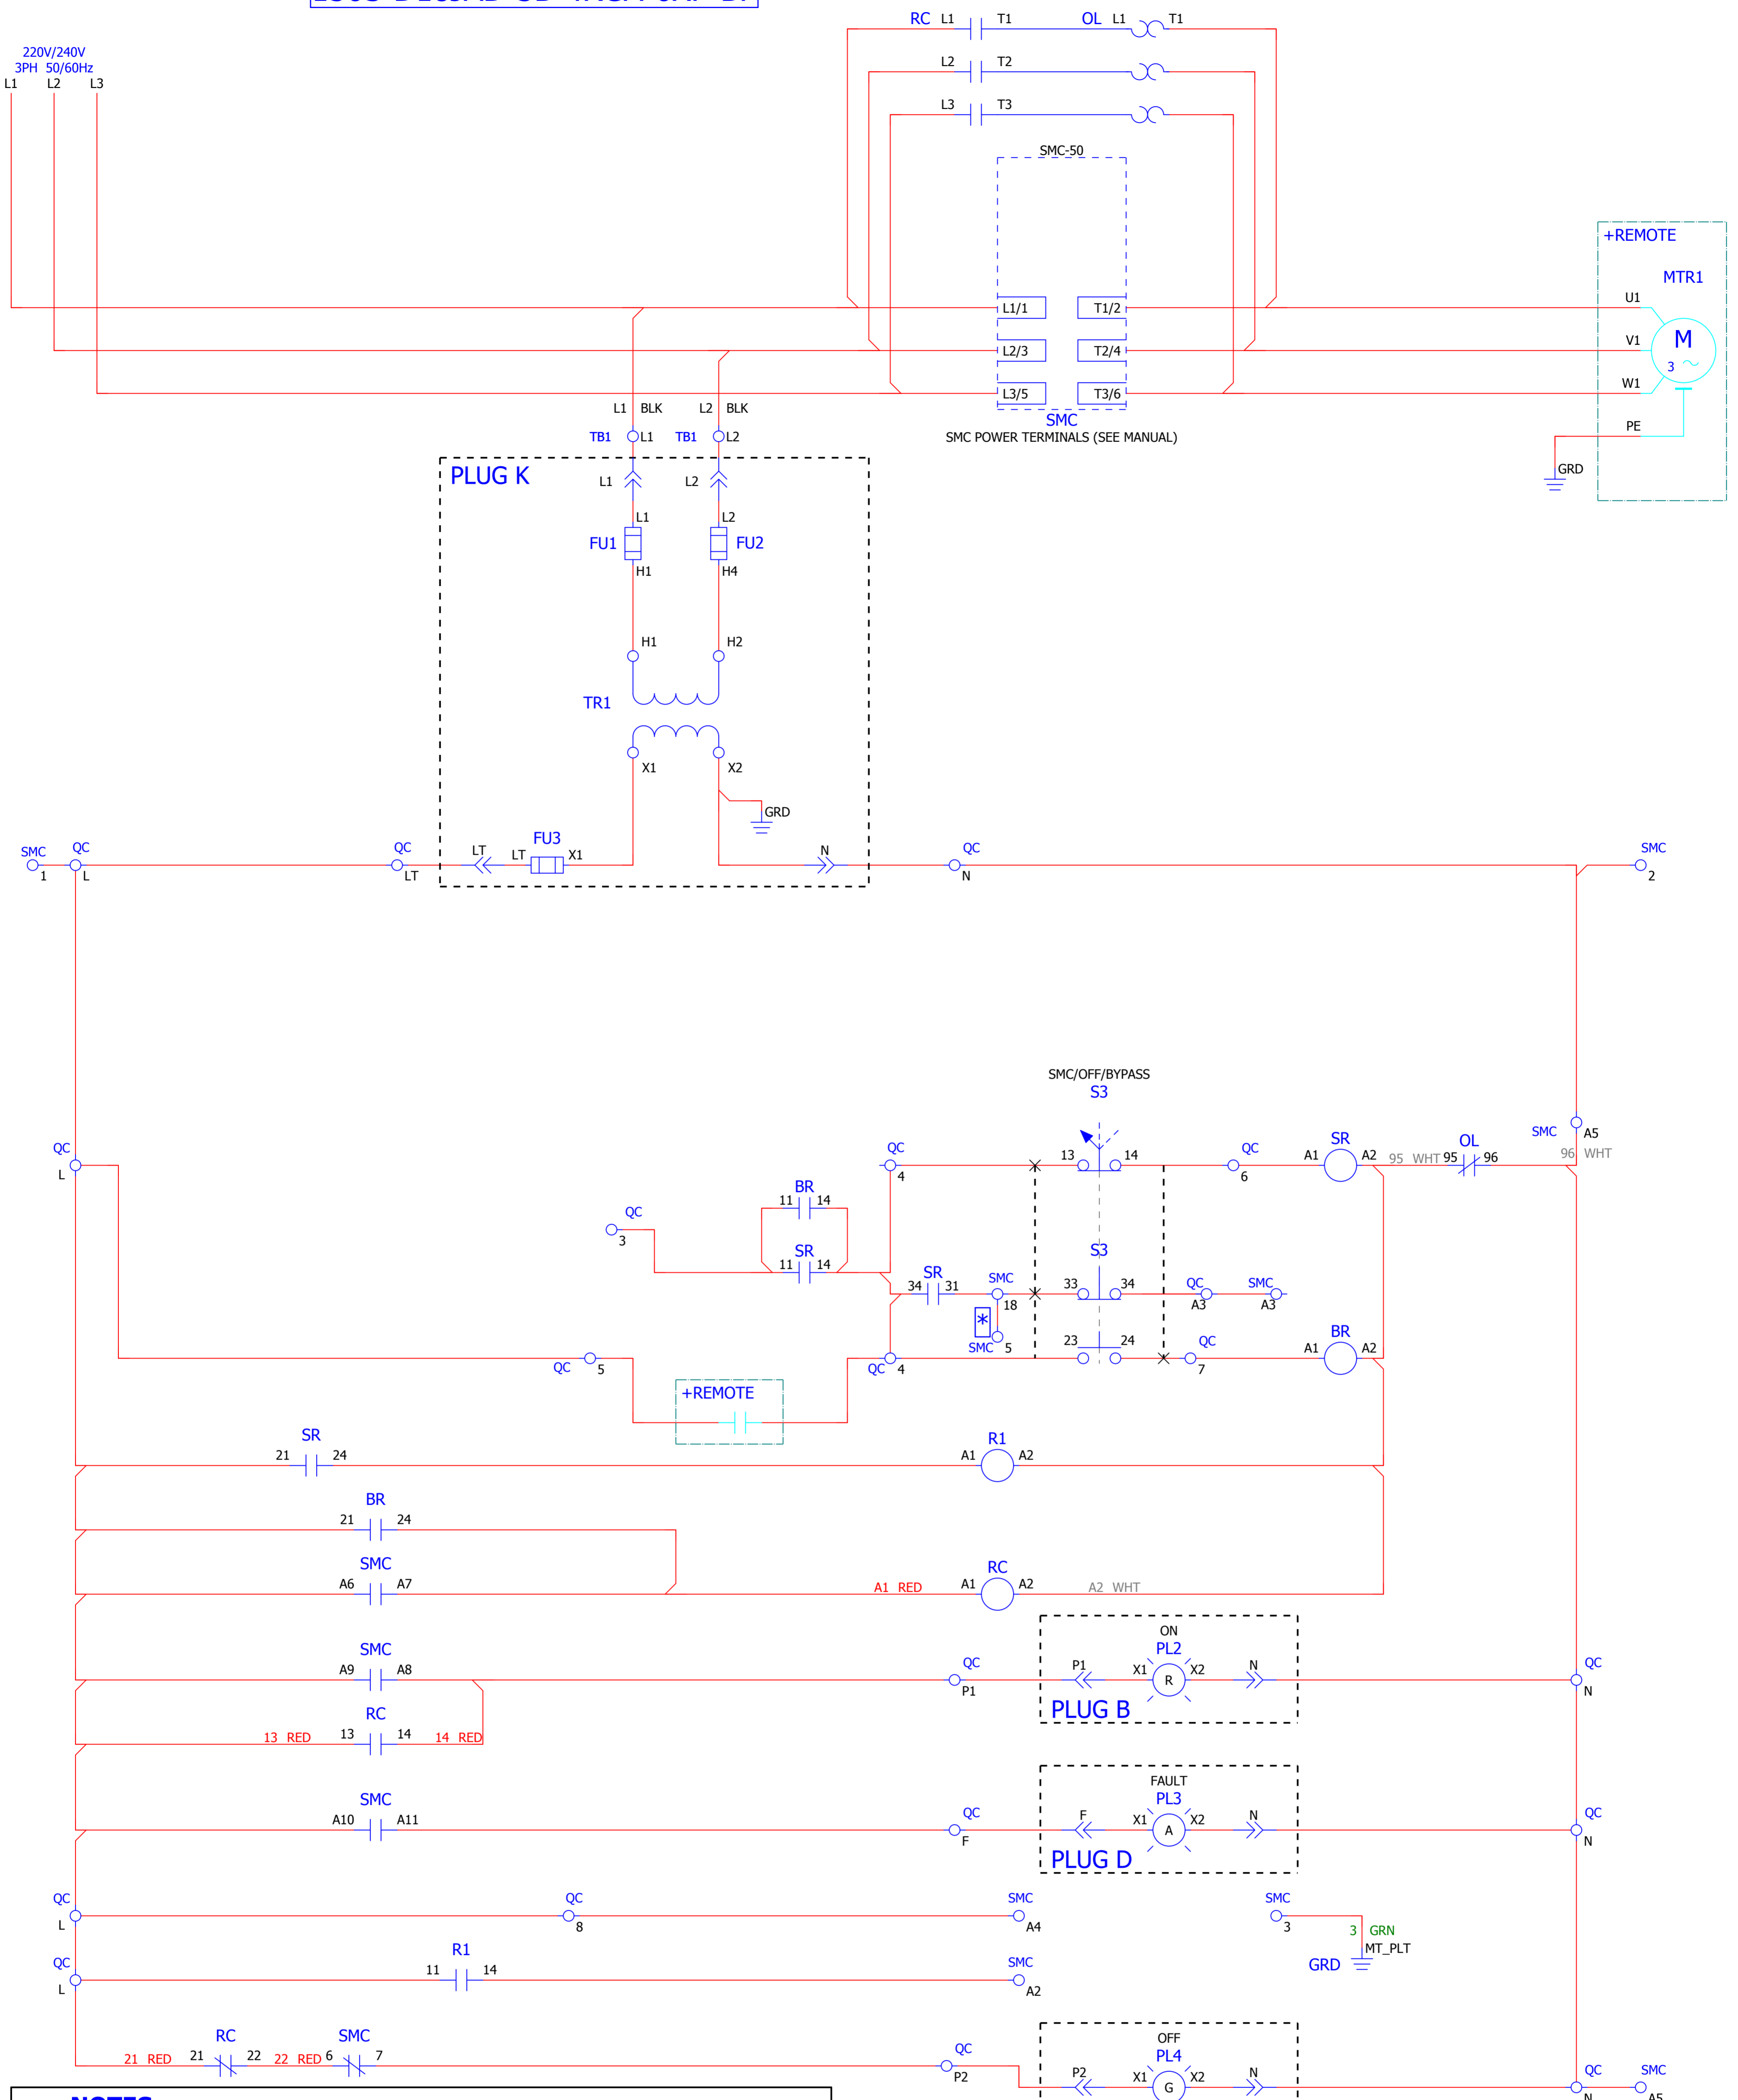 RC L1 T1 OL L1 T1
220V/240V
3PH 50/60Hz
L1 L2 L3
L2 T2
L3 T3
SMC-50
+REMOTE
MTR1
L1/1 T1/2 U1
L2/3 T2/4 V1 M
3
L3/5 T3/6 W1
L1 BLK L2 BLK
SMC
PE
TB1 L1 TB1 L2
SMC POWER TERMINALS (SEE MANUAL)
GRD
PLUG K
L1 L2
L1 L2
FU1 FU2
H1 H4
H1 H2
TR1
X1 X2
GRD
SMC QC QC LT LT FU3 X1 N QC SMC
1 L LT N 2
SMC/OFF/BYPASS
S3
SMC A5
QC QC 13 14 QC SR OL
L 4 6 A1 A2 95 WHT 95 96 96 WHT
BR
11 14
QC
3
SR
11 14
S3
SR
34 31 SMC 33 34 QC SMC
18 A3 A3
*
SMC 5 23 24 QC BR
QC 5 QC 4 7 A1 A2
+REMOTE
SR R1
21 24 A1 A2
BR
21 24
SMC RC
A6 A7 A1 RED A1 A2 A2 WHT
ON
SMC PL2
A9 A8 QC P1 X1 R X2 N QC
P1 N
PLUG B
RC
13 RED 13 14 14 RED
FAULT
SMC PL3
A10 A11 QC F X1 A X2 N QC
F N
PLUG D
QC QC SMC SMC
L 8 A4 3
3 GRN
MT_PLT
GRD
QC R1 SMC
L 11 14 A2
OFF
RC SMC PL4
21 RED 21 22 22 RED 6 7 QC
P2 P2 X1 G X2 N QC SMC